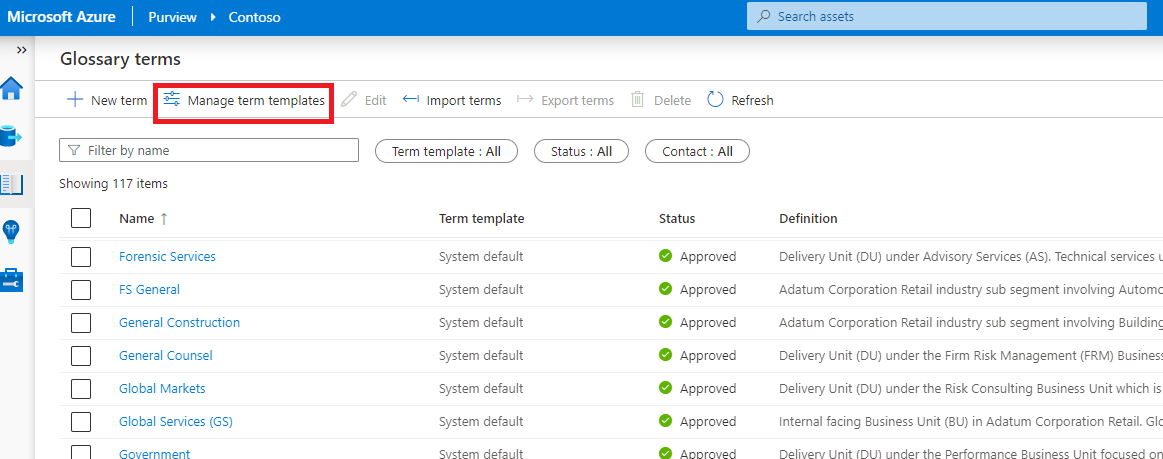 Microsoft Azure Purview Contoso Search assets
Glossary terms
New term Manage term templates Edit Import terms Export terms Delete Refresh
Filter by name Term template : All Status : All Contact : All
Showing 117 items
Name ↑ Term template Status Definition
Forensic Services System default Approved Delivery Unit (DU) under Advisory Services (AS). Technical services u
FS General System default Approved Adatum Corporation Retail industry sub segment involving Automo
General Construction System default Approved Adatum Corporation Retail industry sub segment involving Building
General Counsel System default Approved Delivery Unit (DU) under the Firm Risk Management (FRM) Business
Global Markets System default Approved Delivery Unit (DU) under the Risk Consulting Business Unit which is
Global Services (GS) System default Approved Internal facing Business Unit (BU) in Adatum Corporation Retail. Glo
Government System default Approved Delivery Unit (DU) under the Performance Business Unit focused on